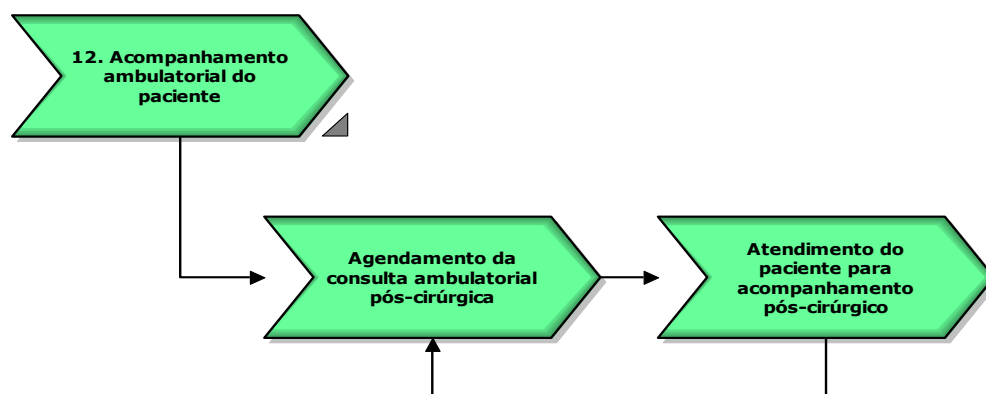 12. Acompanhamento
ambulatorial do
paciente
Agendamento da
consulta ambulatorial
pós-cirúrgica
Atendimento do
paciente para
acompanhamento
pós-cirúrgico